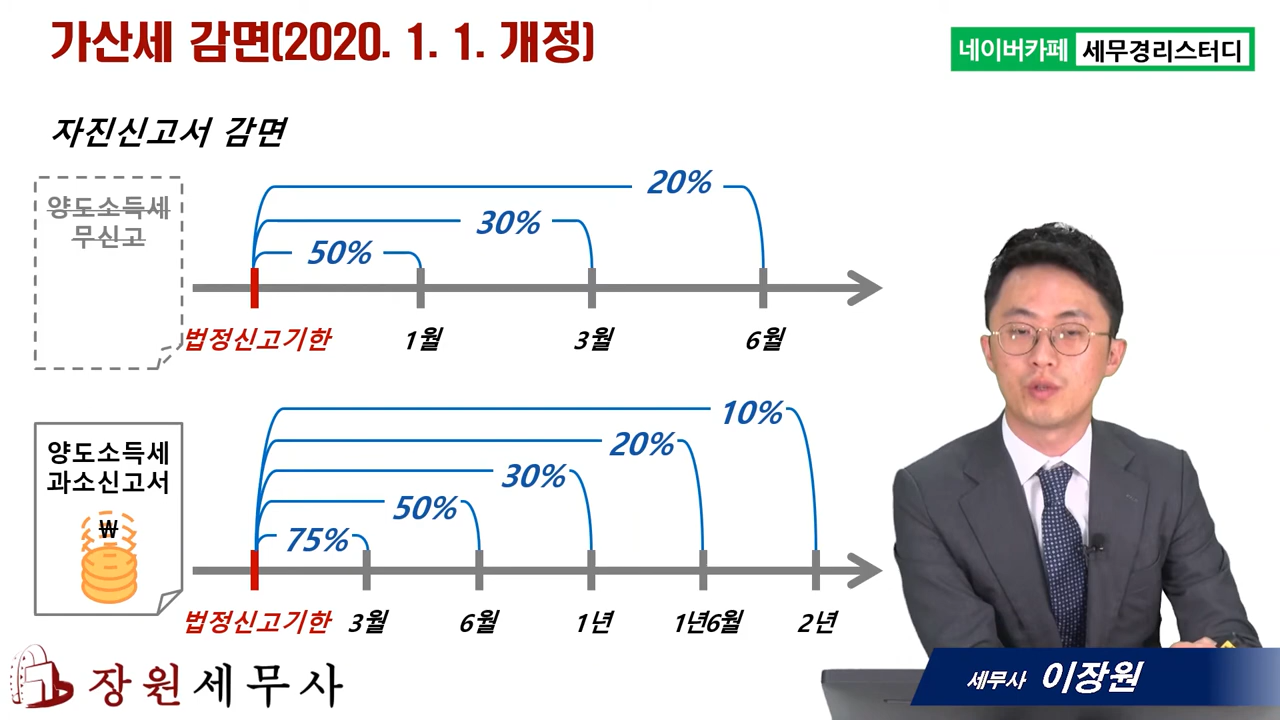 가산세 감면(2020. 1. 1. 개정)
네이버카페 세무경리스터디
자진신고서 감면
양도소득세
무신고
20%
30%
50%
법정신고기한 1월 3월 6월
양도소득세
과소신고서
₩
10%
20%
30%
50%
75%
법정신고기한 3월 6월 1년 1년6월 2년
장원세무사
세무사 이장원